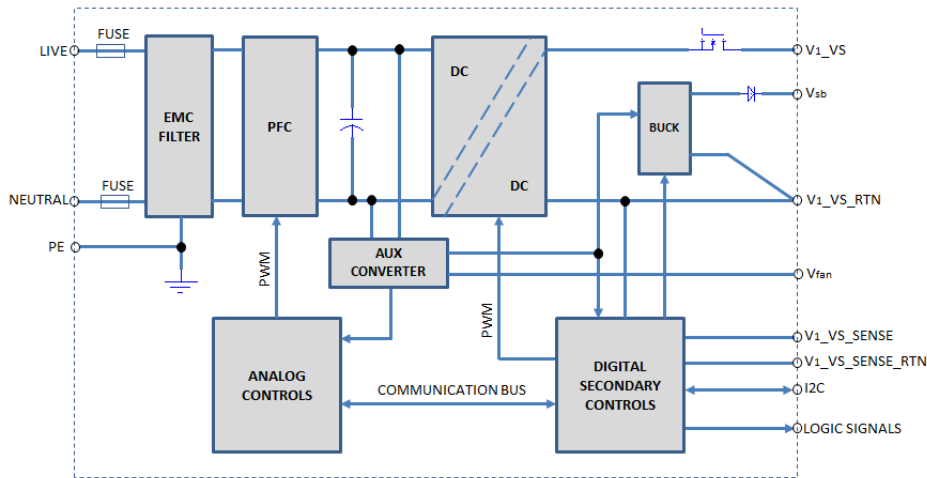 FUSE
LIVE
V1_VS
DC
Vsb
EMC
FILTER
PFC
BUCK
DC
FUSE
NEUTRAL
V1_VS_RTN
PE
AUX
CONVERTER
PWM
Vfan
PWM
V1_VS_SENSE
V1_VS_SENSE_RTN
ANALOG
CONTROLS
COMMUNICATION BUS
DIGITAL
SECONDARY
CONTROLS
I2C
LOGIC SIGNALS